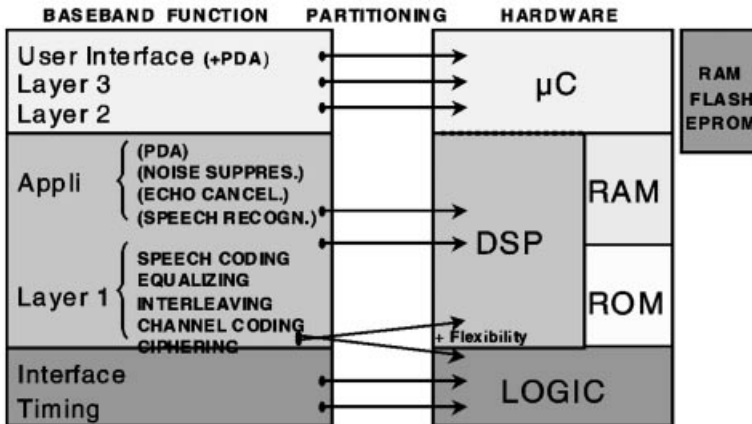 BASEBAND FUNCTION PARTITIONING HARDWARE
User Interface (+PDA)
Layer 3
Layer 2
µC
RAM
FLASH
EPROM
Appli
(PDA)
(NOISE SUPPRES.)
(ECHO CANCEL.)
(SPEECH RECOGN.)
DSP
RAM
Layer 1
SPEECH CODING
EQUALIZING
INTERLEAVING
CHANNEL CODING
CIPHERING
ROM
+ Flexibility
Interface
Timing
LOGIC